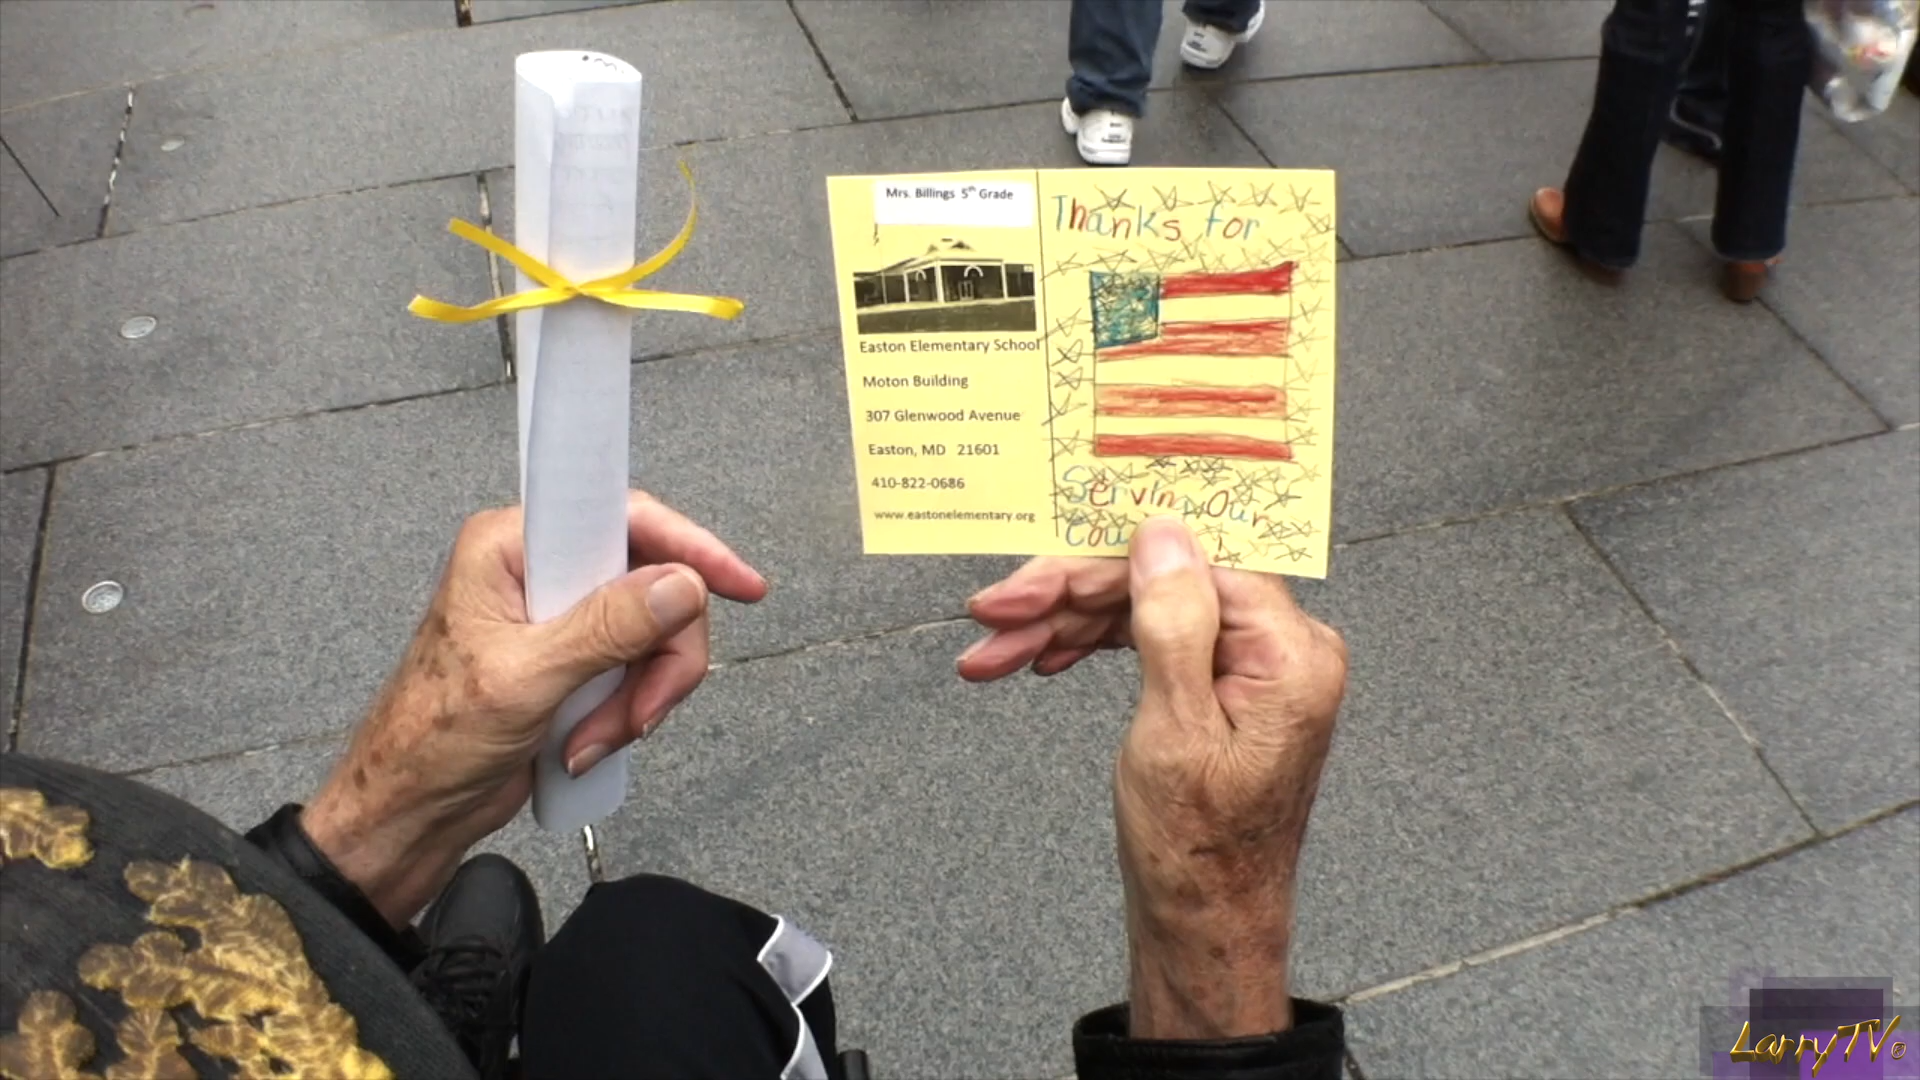 Mrs. Billings 5th Grade
Easton Elementary School
Moton Building
307 Glenwood Avenue
Easton, MD 21601
410-822-0686
www.eastonelementary.org
Thanks for
Serving Our
LarryTV©